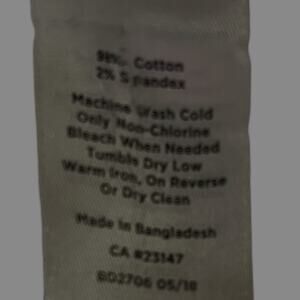 98% Cotton
2% Spandex
Machine Wash Cold
Only Non-Chlorine
Bleach When Needed
Tumble Dry Low
Warm Iron, On Reverse
Or Dry Clean
Made In Bangladesh
CA #23147
BD2706 05/18